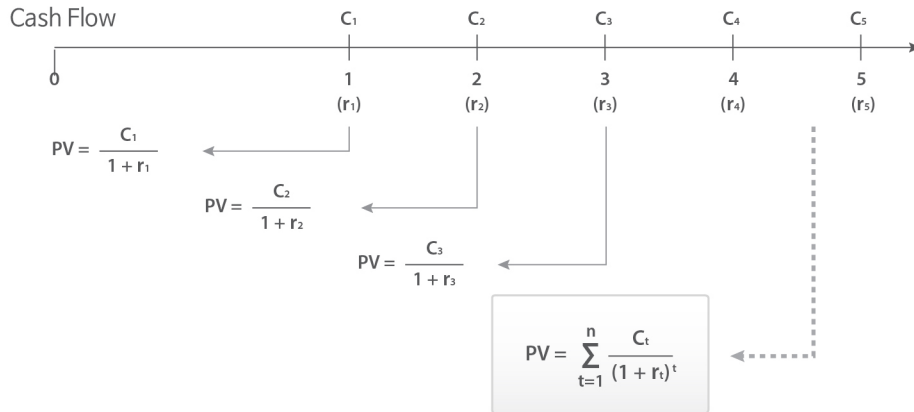 Cash Flow
C₁ C₂ C₃ C₄ C₅
0 1 2 3 4 5
(r₁) (r₂) (r₃) (r₄) (r₅)
PV = C₁ / 1 + r₁
PV = C₂ / 1 + r₂
PV = C₃ / 1 + r₃
PV = n Σ t=1 Cₜ / (1 + rₜ)ᵗ